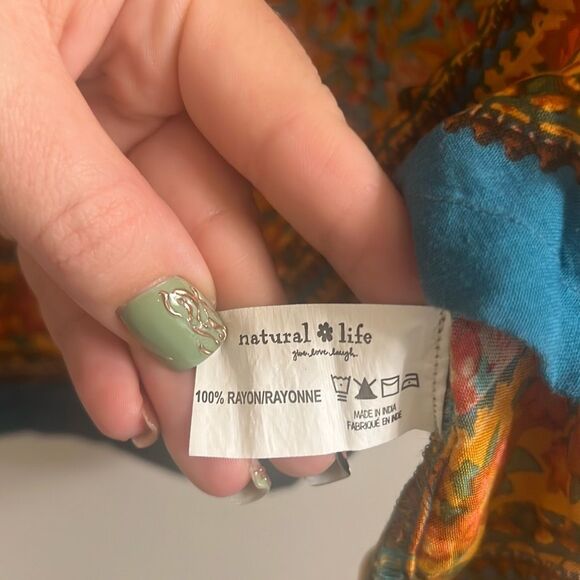 natural life
give. love. laugh.
100% RAYON/RAYONNE
MADE IN INDIA
FABRIQUÉ EN INDE